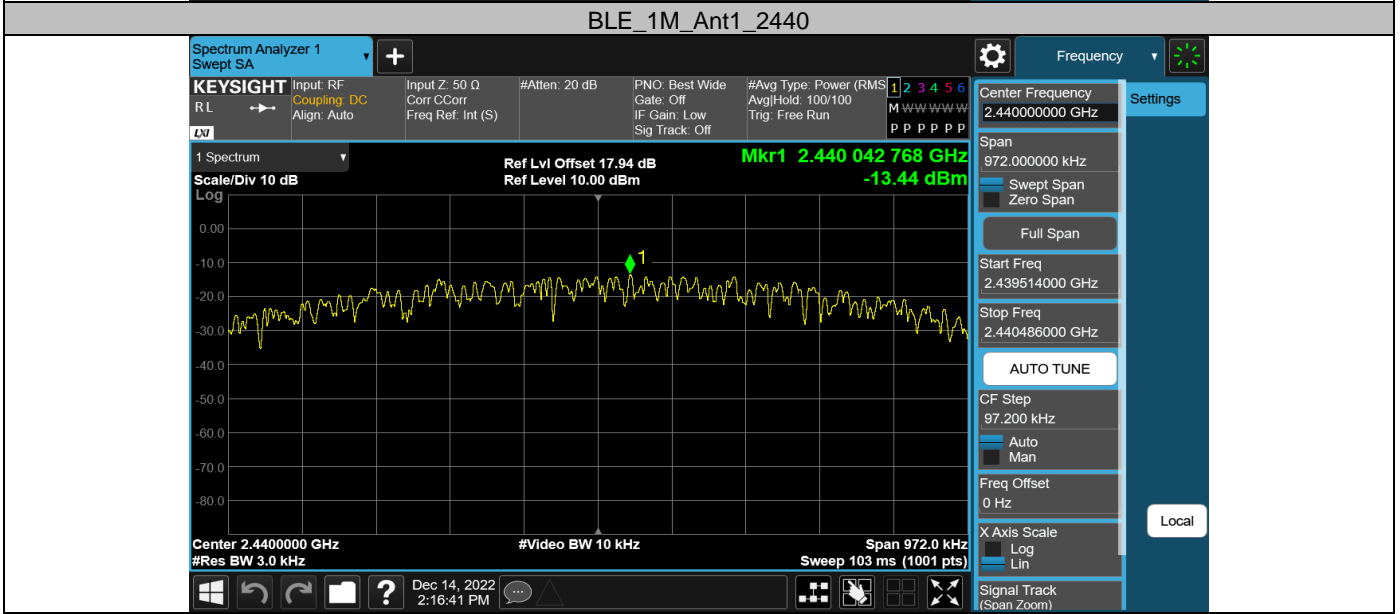 BLE_1M_Ant1_2440
Spectrum Analyzer 1
Swept SA
Frequency
KEYSIGHT
R L
LXI
Input: RF
Coupling: DC
Align: Auto
Input Z: 50 Ω
Corr CCorr
Freq Ref: Int (S)
#Atten: 20 dB
PNO: Best Wide
Gate: Off
IF Gain: Low
Sig Track: Off
#Avg Type: Power (RMS
Avg|Hold: 100/100
Trig: Free Run
1 2 3 4 5 6
M W W W W W
P P P P P P
1 Spectrum
Scale/Div 10 dB
Ref Lvl Offset 17.94 dB
Ref Level 10.00 dBm
Mkr1 2.440 042 768 GHz
-13.44 dBm
Log
0.00
-10.0
-20.0
-30.0
-40.0
-50.0
-60.0
-70.0
-80.0
1
Center 2.4400000 GHz
#Res BW 3.0 kHz
#Video BW 10 kHz
Span 972.0 kHz
Sweep 103 ms (1001 pts)
Dec 14, 2022
2:16:41 PM
?
Center Frequency
2.440000000 GHz
Settings
Span
972.000000 kHz
Swept Span
Zero Span
Full Span
Start Freq
2.439514000 GHz
Stop Freq
2.440486000 GHz
AUTO TUNE
CF Step
97.200 kHz
Auto
Man
Freq Offset
0 Hz
X Axis Scale
Log
Lin
Local
Signal Track
(Span Zoom)